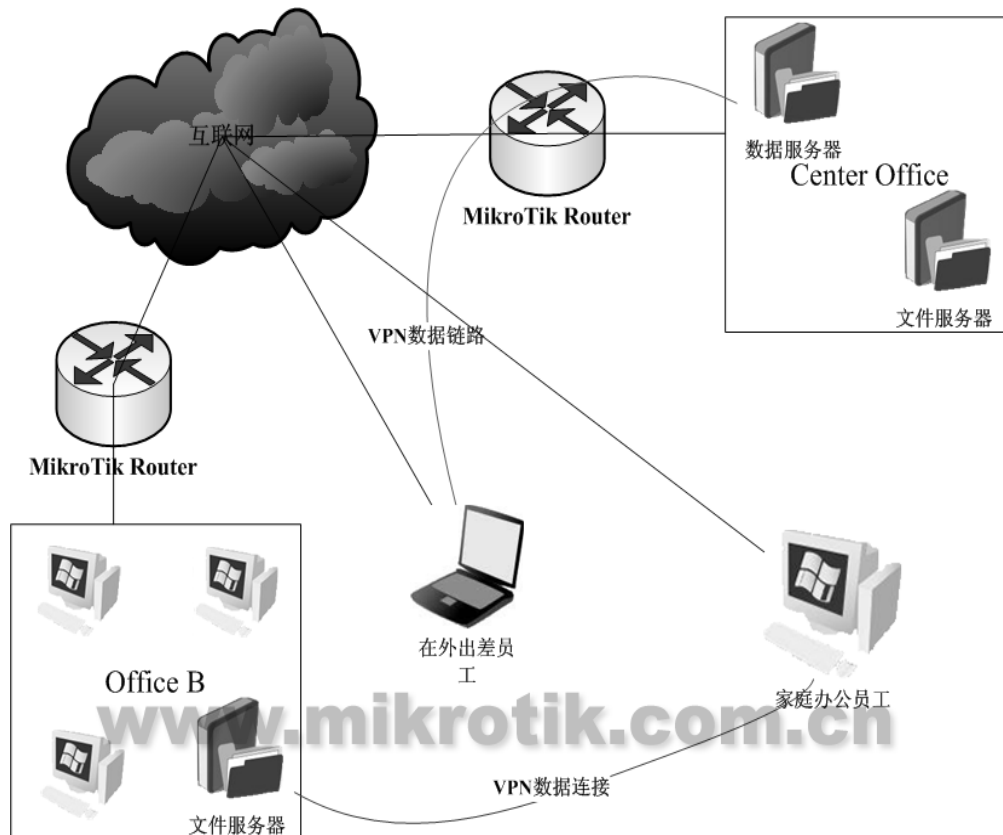 互联网
数据服务器
Center Office
MikroTik Router
文件服务器
VPN数据链路
MikroTik Router
在外出差员
工
Office B
家庭办公员工
www.mikrotik.com.cn
VPN数据连接
文件服务器